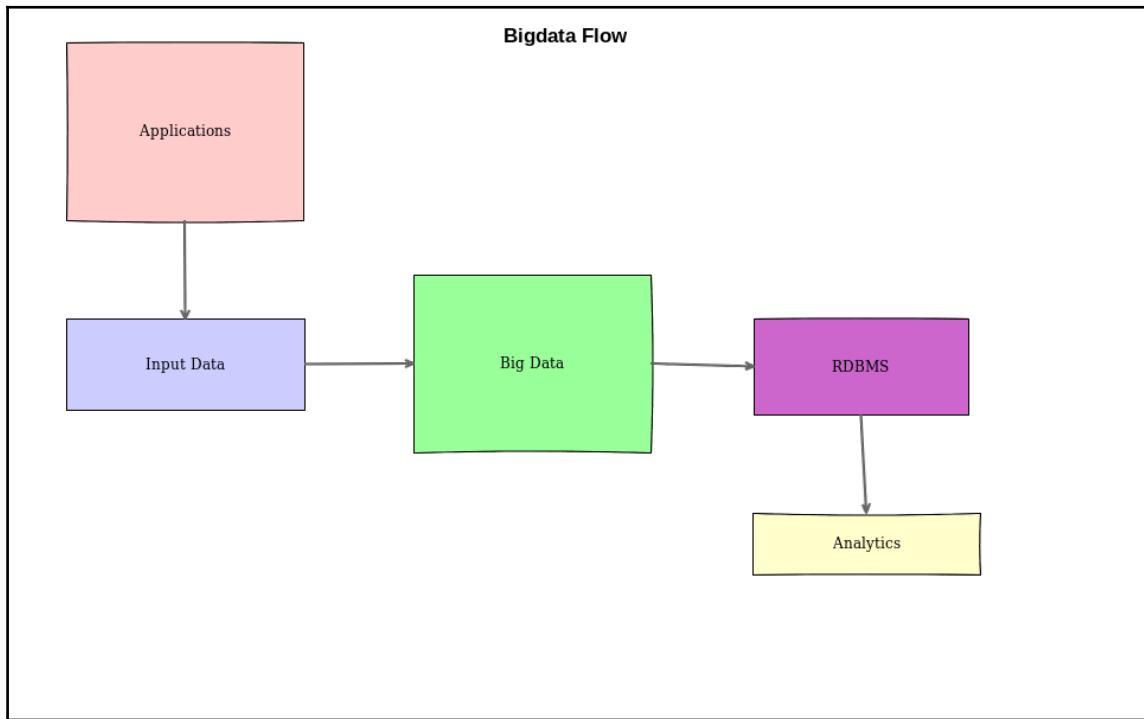 Bigdata Flow
Applications
Input Data
Big Data
RDBMS
Analytics